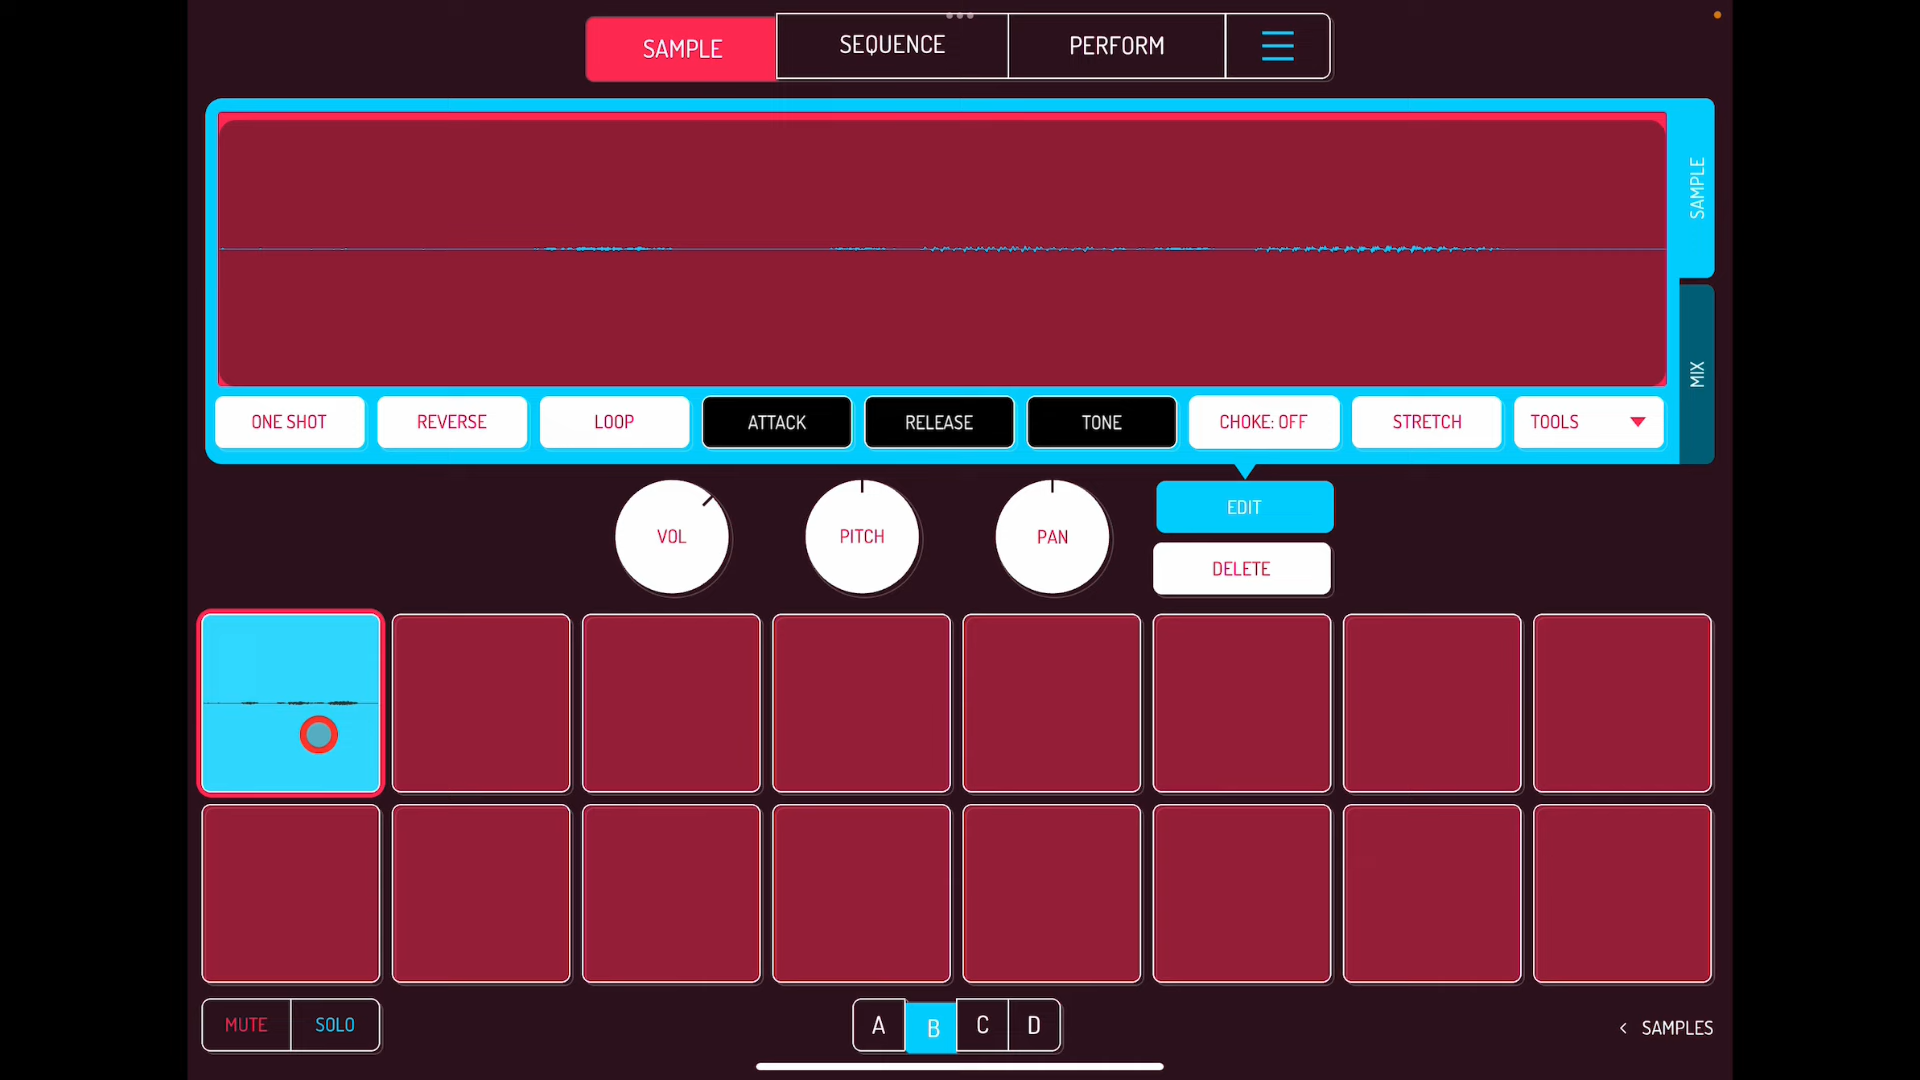 SAMPLE SEQUENCE PERFORM
SAMPLE
MIX
ONE SHOT REVERSE LOOP ATTACK RELEASE TONE CHOKE: OFF STRETCH TOOLS
VOL PITCH PAN EDIT
DELETE
MUTE SOLO A B C D < SAMPLES